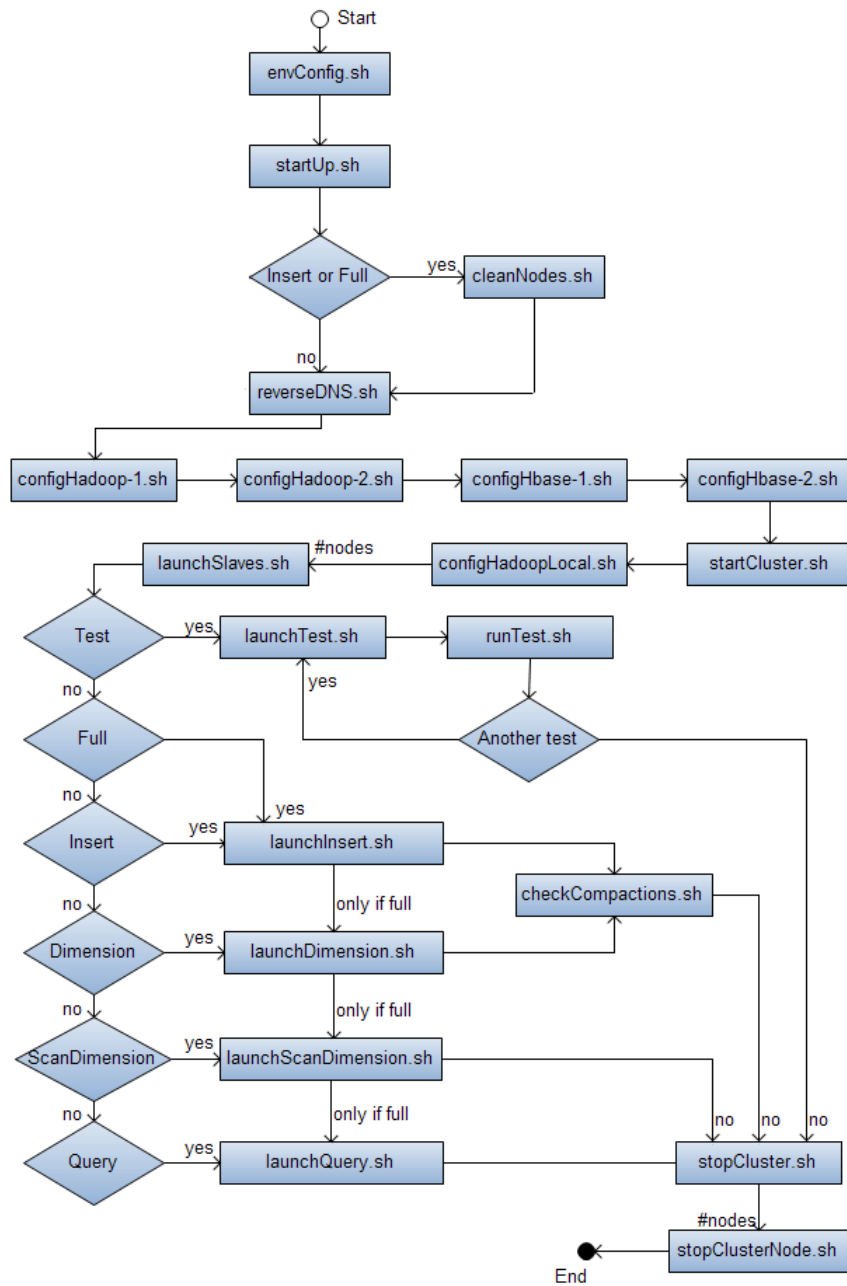 Start
envConfig.sh
startUp.sh
Insert or Full
yes
cleanNodes.sh
no
reverseDNS.sh
configHadoop-1.sh
configHadoop-2.sh
configHbase-1.sh
configHbase-2.sh
launchSlaves.sh
#nodes
configHadoopLocal.sh
startCluster.sh
Test
yes
launchTest.sh
runTest.sh
no
yes
Full
Another test
no
yes
Insert
yes
launchInsert.sh
checkCompactions.sh
no
only if full
Dimension
yes
launchDimension.sh
no
only if full
ScanDimension
yes
launchScanDimension.sh
no
only if full
no
no
no
Query
yes
launchQuery.sh
stopCluster.sh
#nodes
stopClusterNode.sh
End